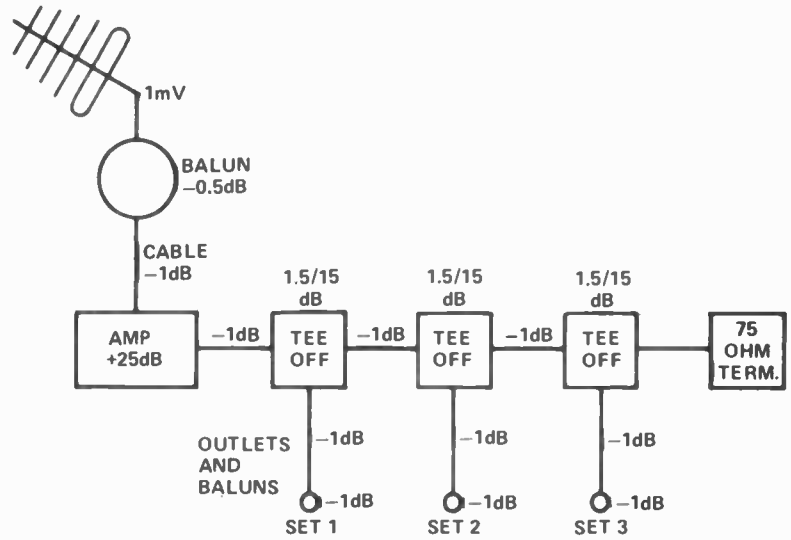 1mV
BALUN
−0.5dB
CABLE
−1dB
1.5/15
dB
1.5/15
dB
1.5/15
dB
AMP
+25dB
−1dB
TEE
OFF
−1dB
TEE
OFF
−1dB
TEE
OFF
75
OHM
TERM.
OUTLETS
AND
BALUNS
−1dB
−1dB
−1dB
−1dB
−1dB
−1dB
SET 1
SET 2
SET 3